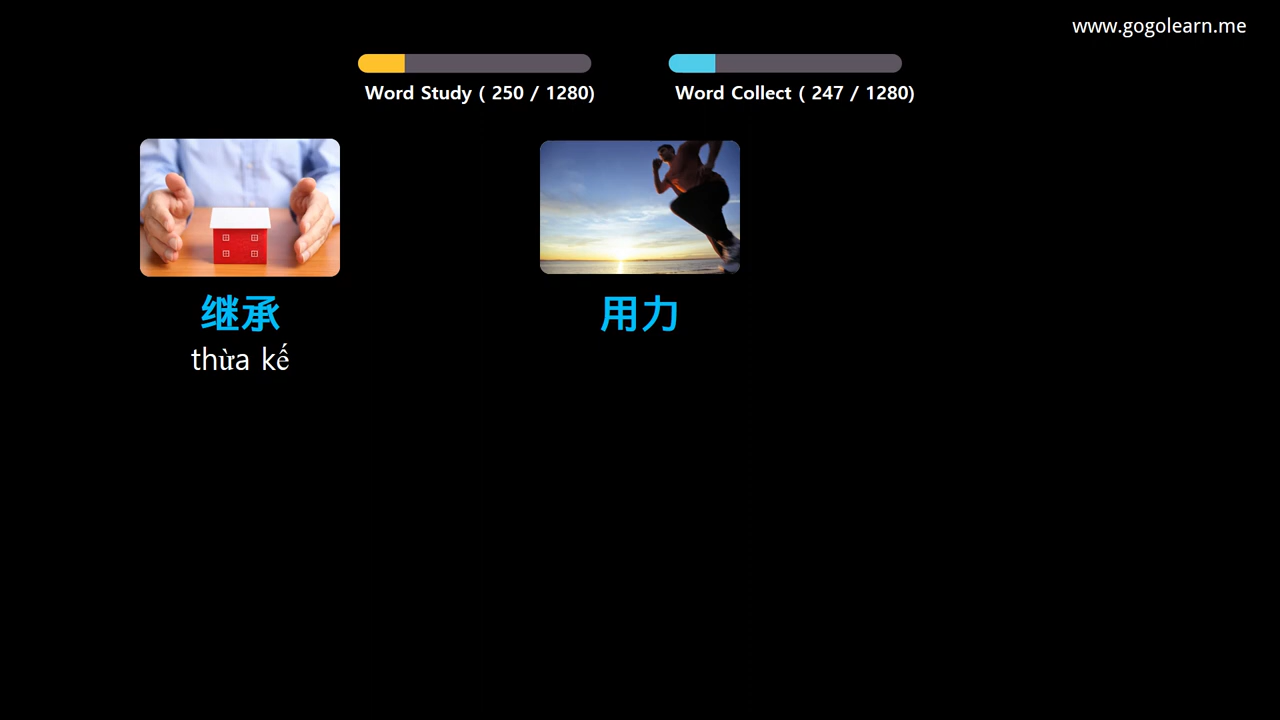 www.gogolearn.me
Word Study ( 250 / 1280)
Word Collect ( 247 / 1280)
继承
用力
thừa kế